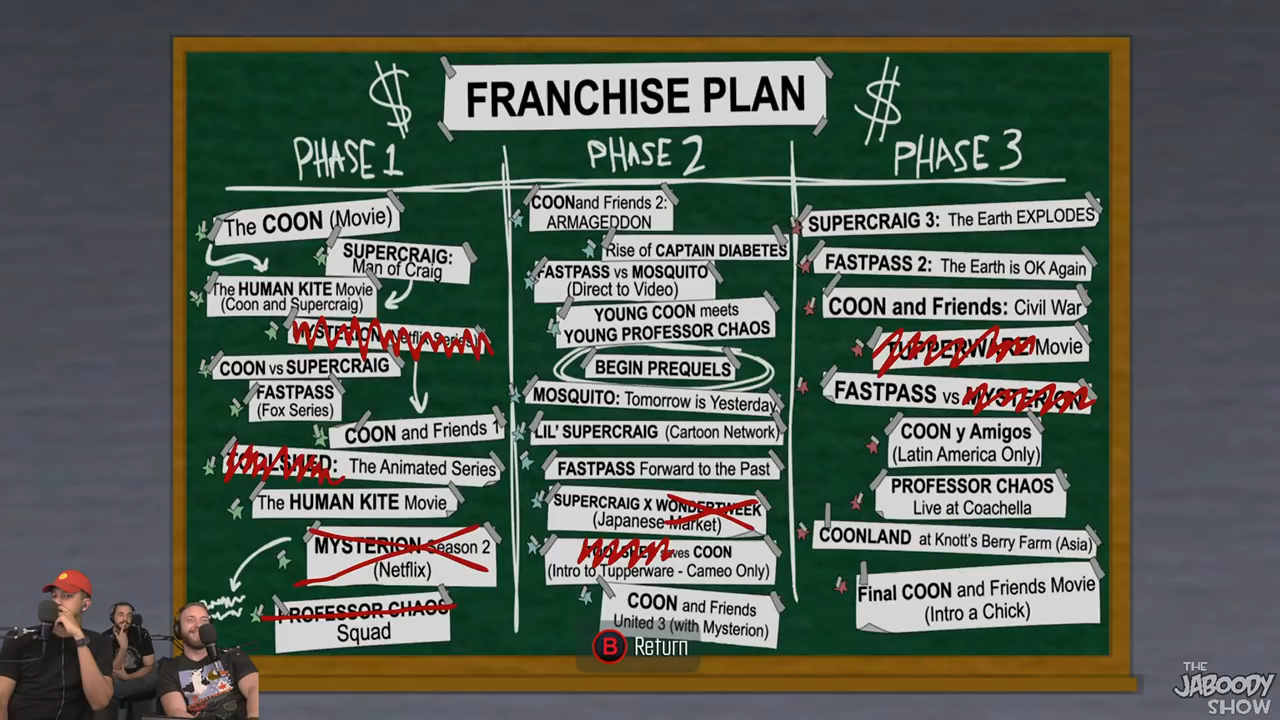 $ FRANCHISE PLAN $
PHASE 1
The COON (Movie)
SUPERCRAIG:
Man of Craig
The HUMAN KITE Movie
(Coon and Supercraig)
MYSTERION Netflix Series
COON vs SUPERCRAIG
FASTPASS
(Fox Series)
COON and Friends 1
The Animated Series
The HUMAN KITE Movie
MYSTERION Season 2
(Netflix)
PROFESSOR CHAOS
Squad
PHASE 2
COONand Friends 2:
ARMAGEDDON
Rise of CAPTAIN DIABETES
FASTPASS vs MOSQUITO
(Direct to Video)
YOUNG COON meets
YOUNG PROFESSOR CHAOS
BEGIN PREQUELS
MOSQUITO: Tomorrow is Yesterday
LIL' SUPERCRAIG (Cartoon Network)
FASTPASS Forward to the Past
SUPERCRAIG X WONDERTWEEK
(Japanese Market)
COON
(Intro to Tupperware - Cameo Only)
COON and Friends
United 3 (with Mysterion)
PHASE 3
SUPERCRAIG 3: The Earth EXPLODES
FASTPASS 2: The Earth is OK Again
COON and Friends: Civil War
TUPPERWARE Movie
FASTPASS vs MYSTERION
COON y Amigos
(Latin America Only)
PROFESSOR CHAOS
Live at Coachella
COONLAND at Knott's Berry Farm (Asia)
Final COON and Friends Movie
(Intro a Chick)
B Return
THE
JABOODY
SHOW